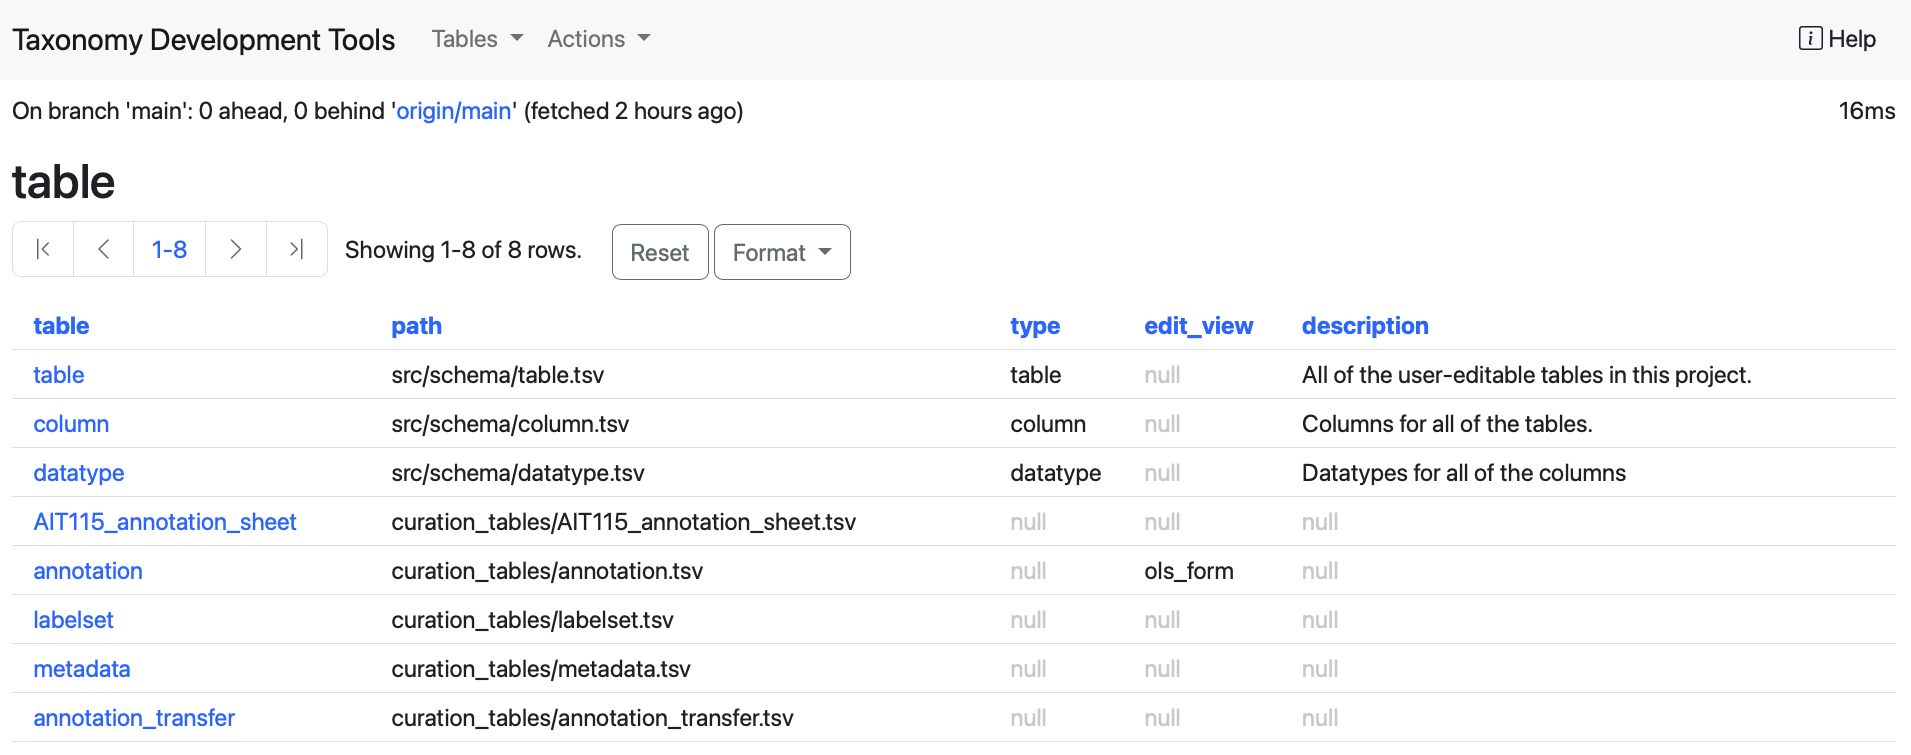 Taxonomy Development Tools Tables Actions Help
On branch 'main': 0 ahead, 0 behind 'origin/main' (fetched 2 hours ago) 16ms
table
1-8 Showing 1-8 of 8 rows. Reset Format
table path type edit_view description
table src/schema/table.tsv table null All of the user-editable tables in this project.
column src/schema/column.tsv column null Columns for all of the tables.
datatype src/schema/datatype.tsv datatype null Datatypes for all of the columns
AIT115_annotation_sheet curation_tables/AIT115_annotation_sheet.tsv null null null
annotation curation_tables/annotation.tsv null ols_form null
labelset curation_tables/labelset.tsv null null null
metadata curation_tables/metadata.tsv null null null
annotation_transfer curation_tables/annotation_transfer.tsv null null null